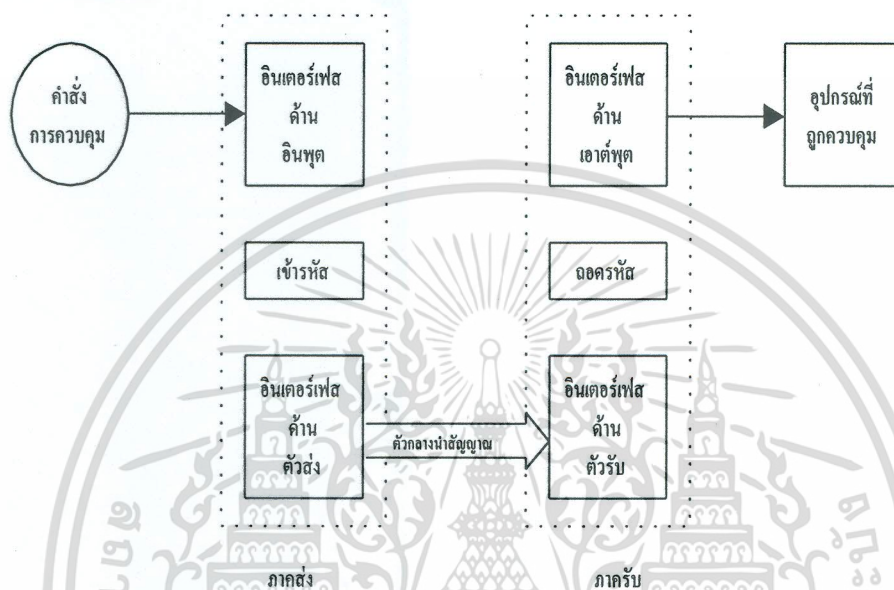 คำสั่ง
การควบคุม
อินเตอร์เฟส
ด้าน
อินพุต
เข้ารหัส
อินเตอร์เฟส
ด้าน
ตัวส่ง
ตัวกลางนำสัญญาณ
อินเตอร์เฟส
ด้าน
เอาต์พุต
ถอดรหัส
อินเตอร์เฟส
ด้าน
ตัวรับ
อุปกรณ์ที่
ถูกควบคุม
ภาคส่ง
ภาครับ